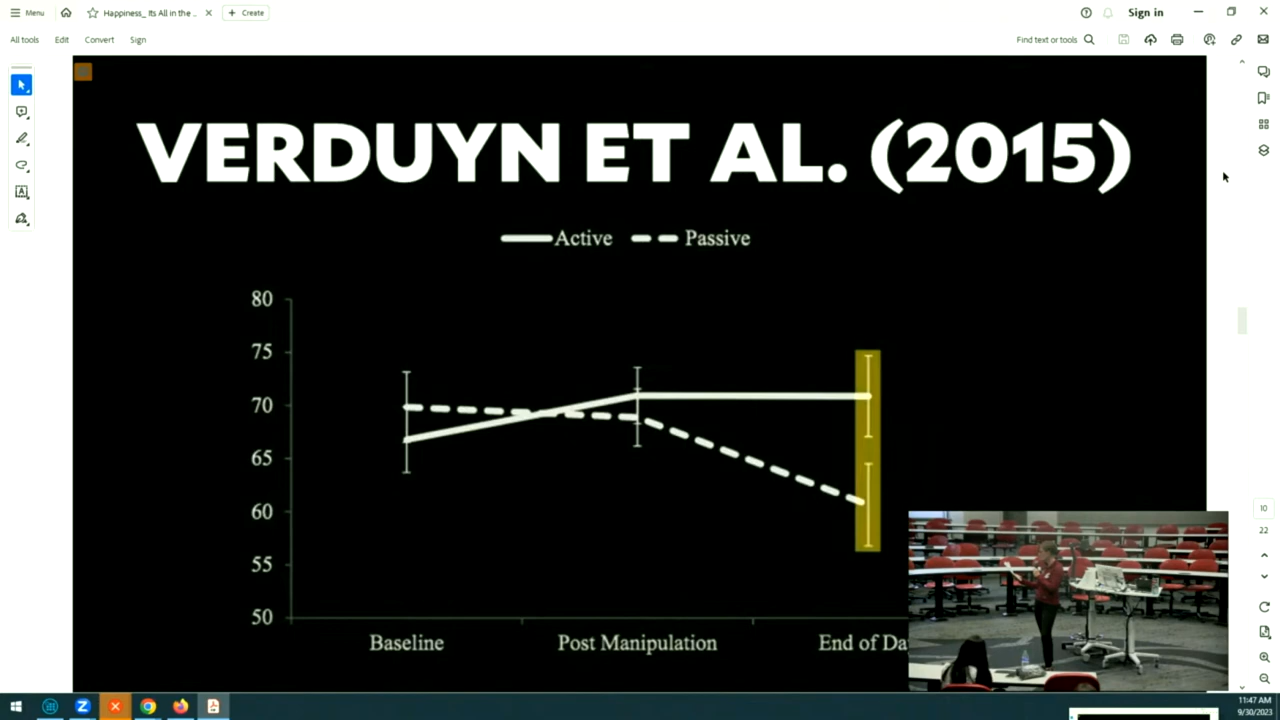 Menu
Happiness_ Its All in the ..
Create
Sign in
All tools
Edit
Convert
Sign
Find text or tools
VERDUYN ET AL. (2015)
Active
Passive
80
75
70
65
60
55
50
Baseline
Post Manipulation
End of Da
10
22
11:47 AM
9/30/2023